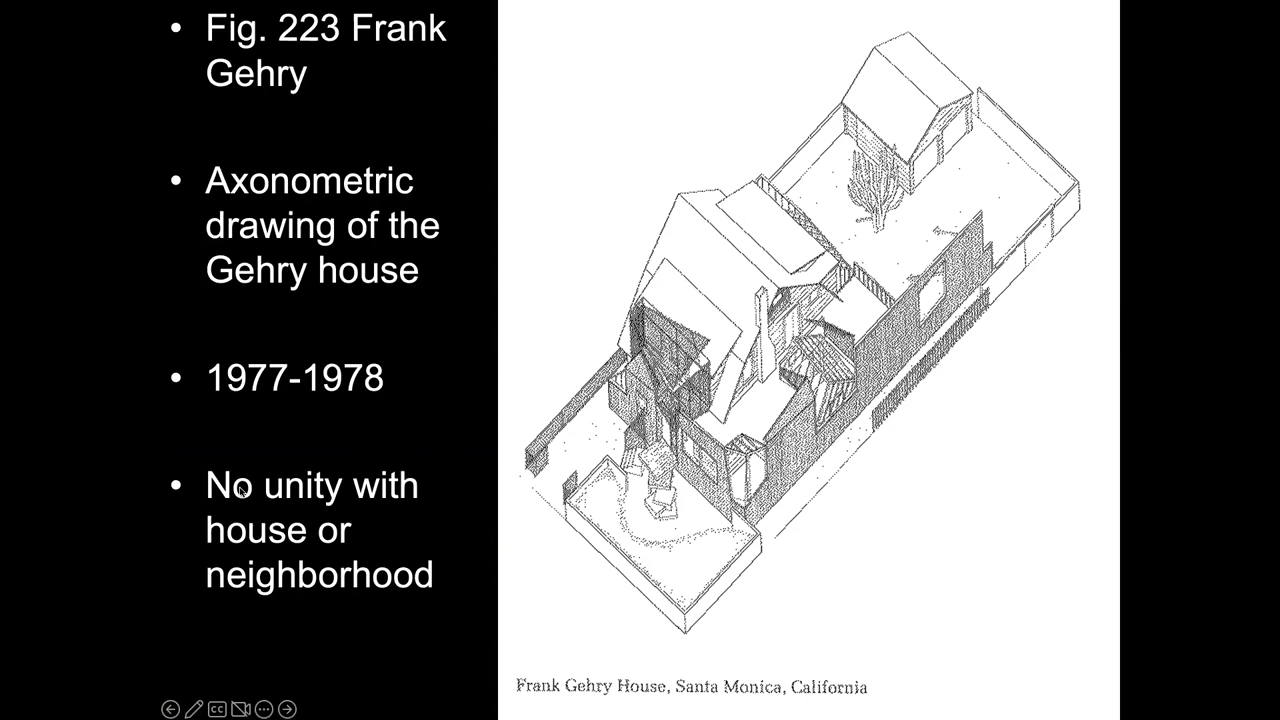 • Fig. 223 Frank
Gehry
• Axonometric
drawing of the
Gehry house
• 1977-1978
• No unity with
house or
neighborhood
Frank Gehry House, Santa Monica, California
CC